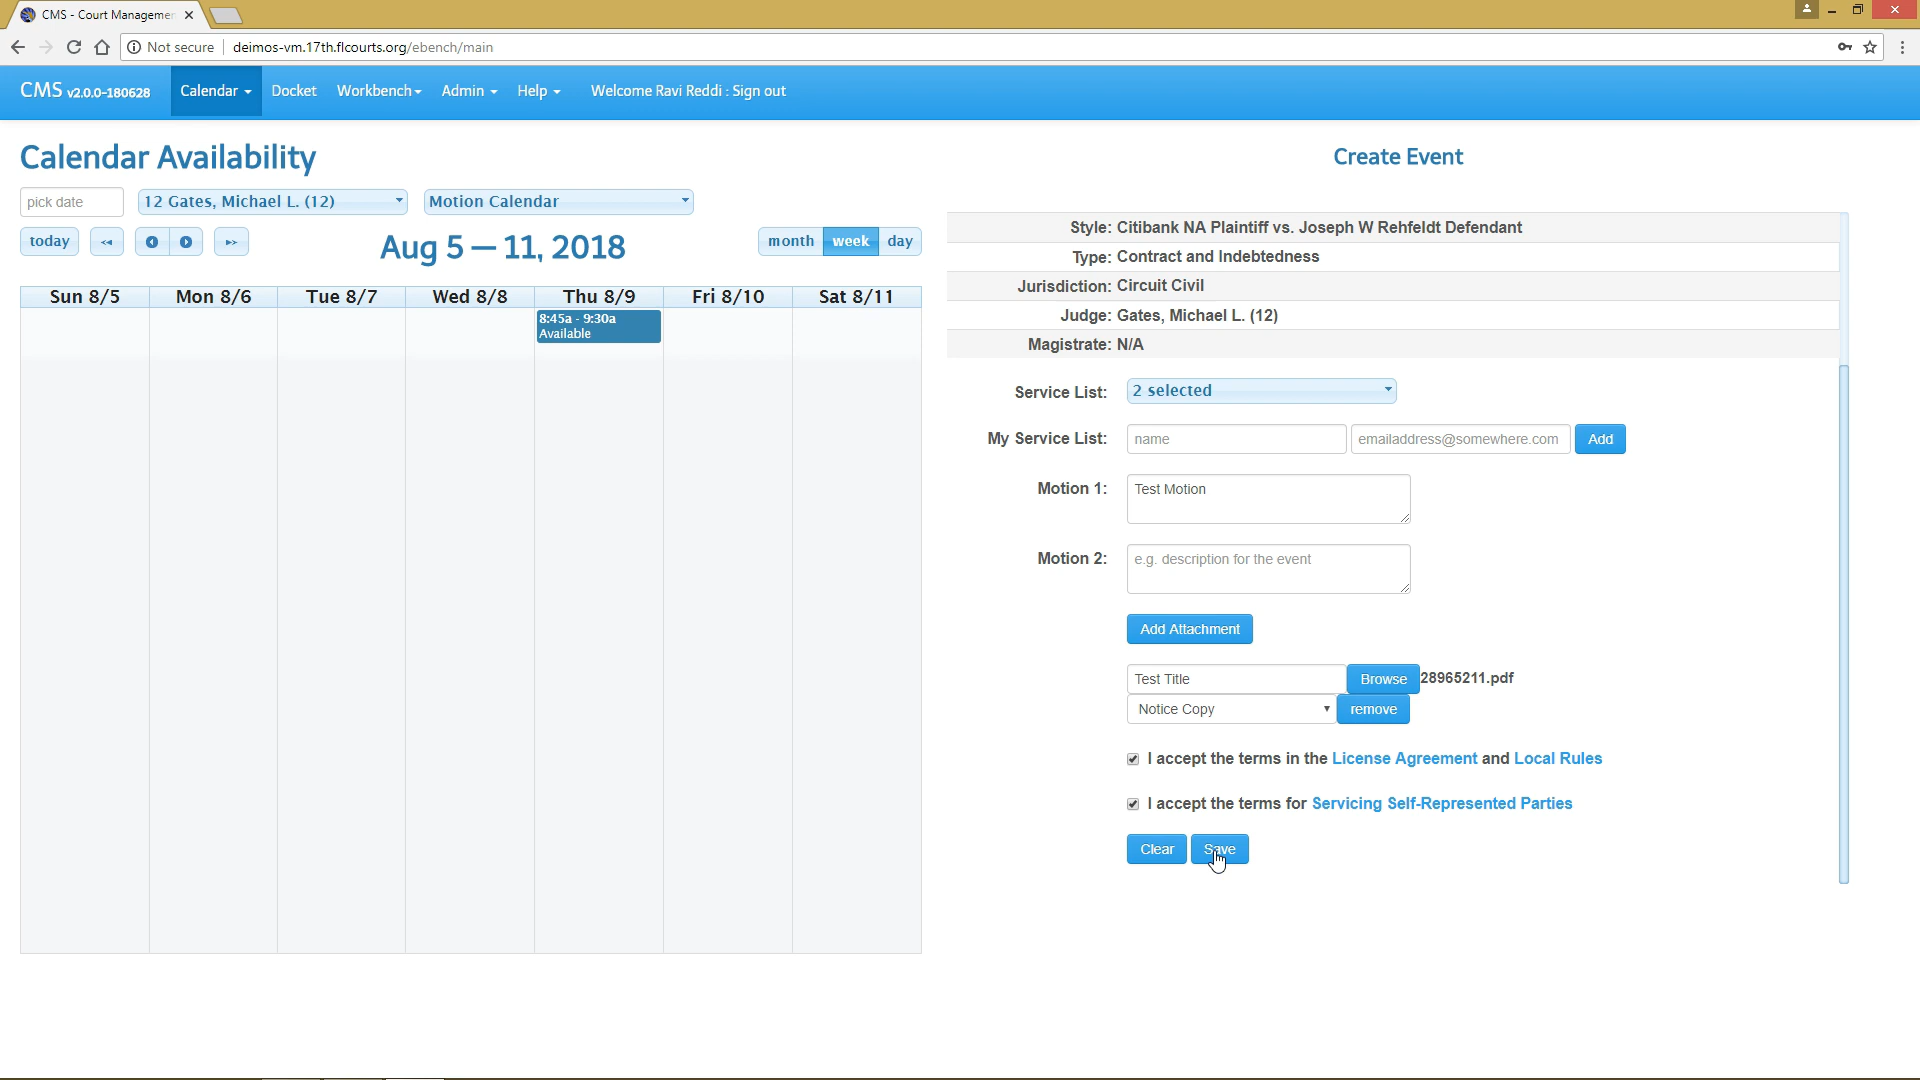 CMS - Court Managemer
Not secure deimos-vm.17th.flcourts.org/ebench/main
CMS v2.0.0-180628 Calendar Docket Workbench Admin Help Welcome Ravi Reddi : Sign out
Calendar Availability
pick date 12 Gates, Michael L. (12) Motion Calendar
today Aug 5 — 11, 2018 month week day
Sun 8/5 Mon 8/6 Tue 8/7 Wed 8/8 Thu 8/9 Fri 8/10 Sat 8/11
8:45a - 9:30a
Available
Create Event
Style: Citibank NA Plaintiff vs. Joseph W Rehfeldt Defendant
Type: Contract and Indebtedness
Jurisdiction: Circuit Civil
Judge: Gates, Michael L. (12)
Magistrate: N/A
Service List: 2 selected
My Service List: name emailaddress@somewhere.com Add
Motion 1: Test Motion
Motion 2: e.g. description for the event
Add Attachment
Test Title Browse 28965211.pdf
Notice Copy remove
I accept the terms in the License Agreement and Local Rules
I accept the terms for Servicing Self-Represented Parties
Clear Save